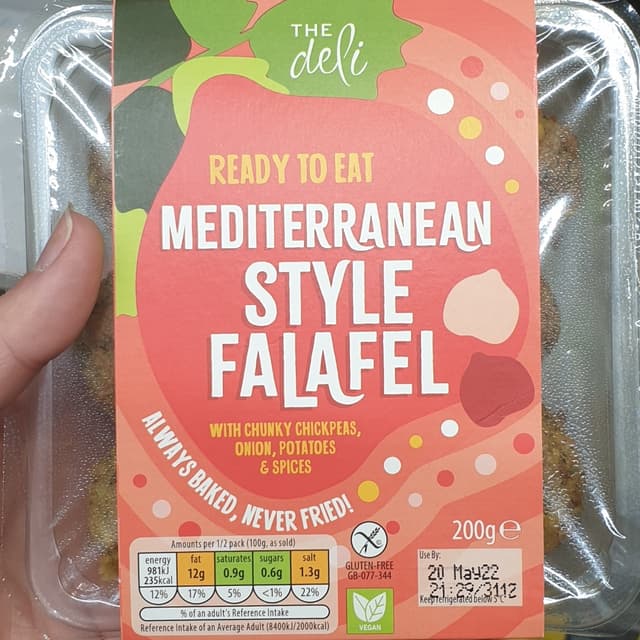 THE
deli
READY TO EAT
MEDITERRANEAN
STYLE
FALAFEL
WITH CHUNKY CHICKPEAS,
ONION, POTATOES
& SPICES
ALWAYS BAKED, NEVER FRIED!
200g e
Amounts per 1/2 pack (100g, as sold)
energy fat saturates sugars salt
981kJ 12g 0.9g 0.6g 1.3g
235kcal
12% 17% 5% <1% 22%
% of an adult's Reference Intake
Reference Intake of an Average Adult (8400kJ/2000kcal)
GLUTEN-FREE
GB-077-344
VEGAN
Use By:
20 May22
21:29/3112
Keep refrigerated below 5°C